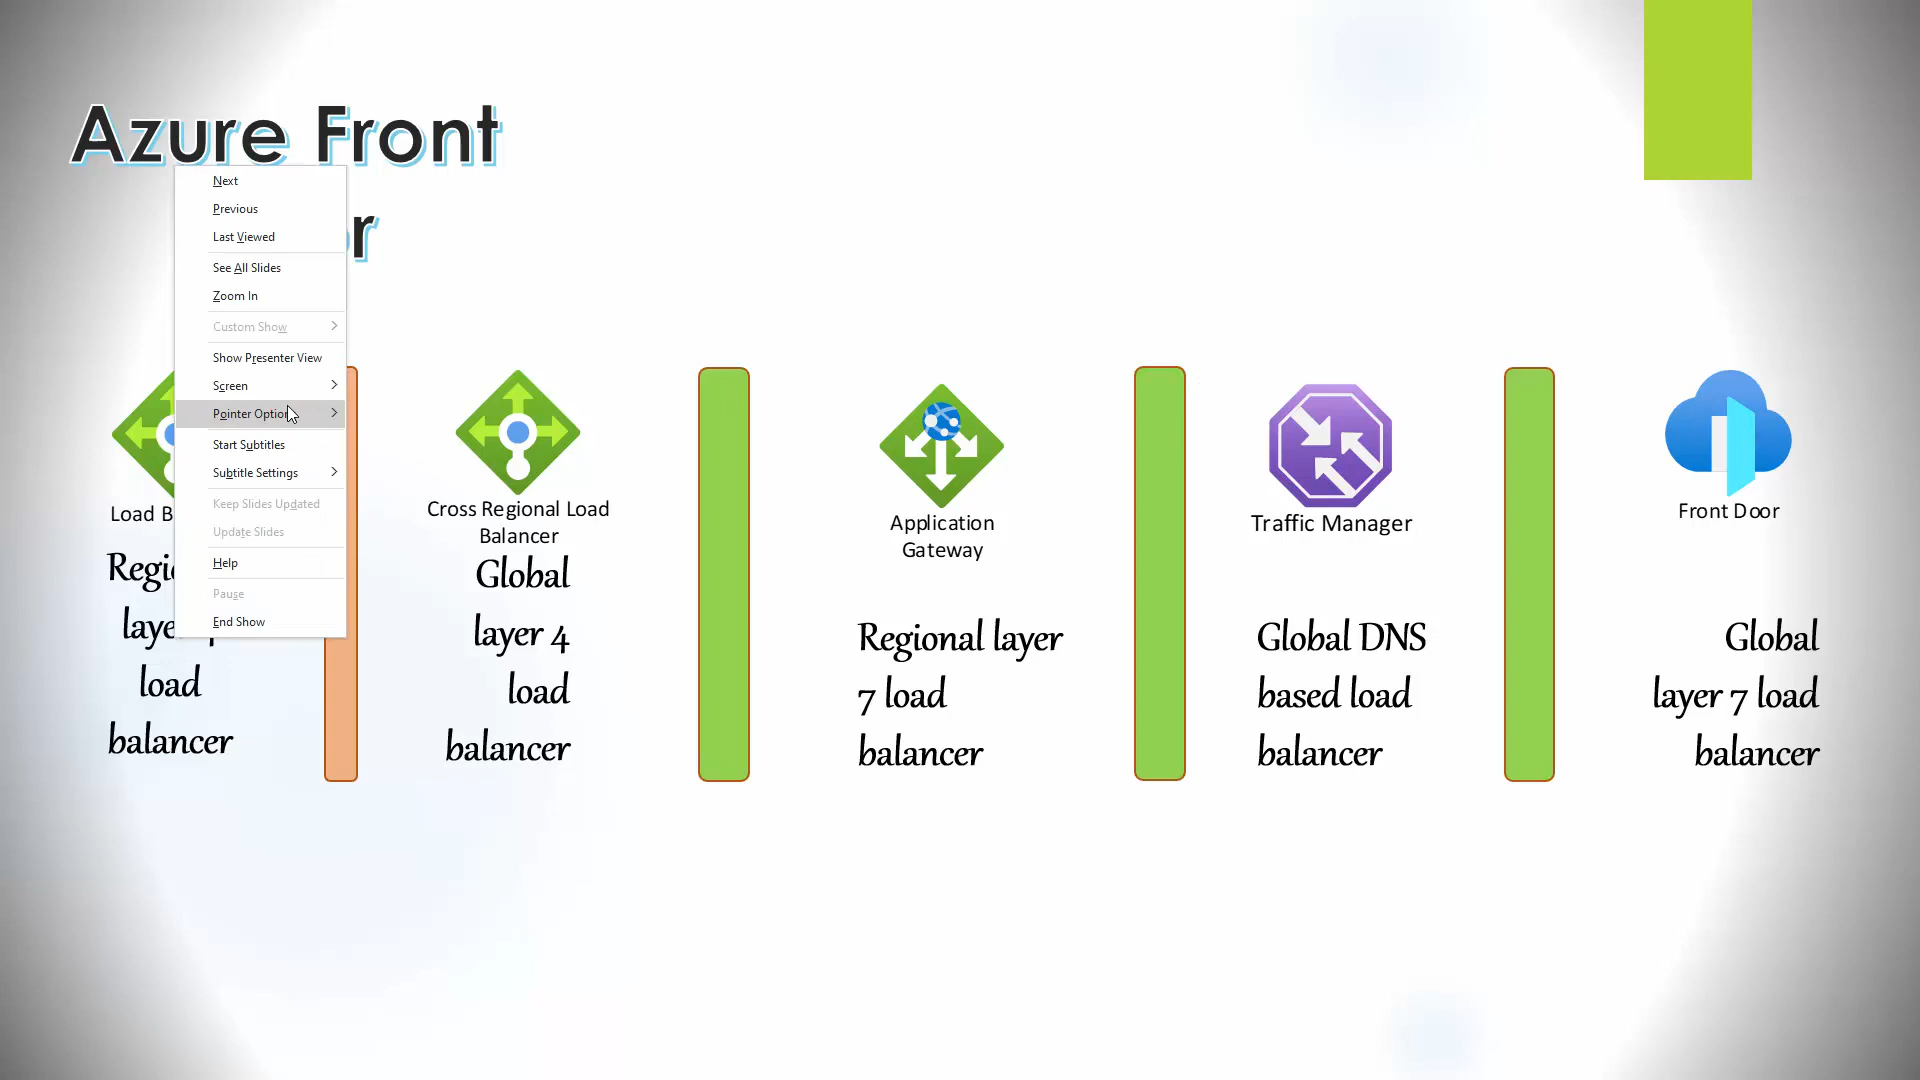 Azure Front
r
Next
Previous
Last Viewed
See All Slides
Zoom In
Custom Show
Show Presenter View
Screen
Pointer Option
Start Subtitles
Subtitle Settings
Keep Slides Updated
Update Slides
Help
Pause
End Show
Load B
Regi
laye
load
balancer
Cross Regional Load
Balancer
Global
layer 4
load
balancer
Application
Gateway
Regional layer
7 load
balancer
Traffic Manager
Global DNS
based load
balancer
Front Door
Global
layer 7 load
balancer